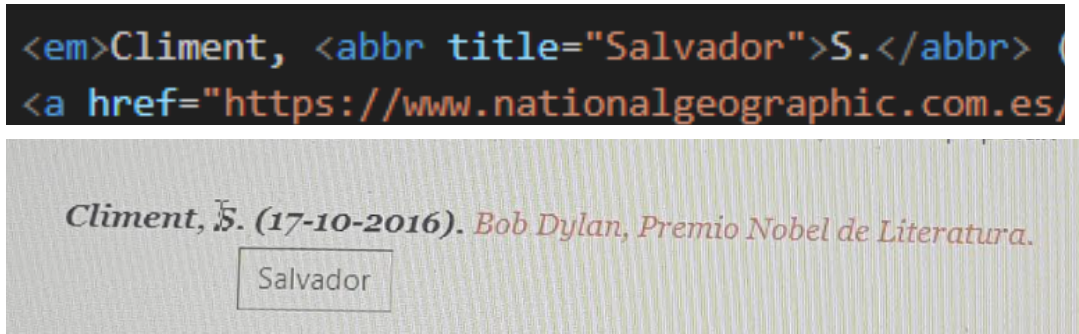 <em>Climent, <abbr title="Salvador">S.</abbr> (
<a href="https://www.nationalgeographic.com.es/
Climent, S. (17-10-2016). Bob Dylan, Premio Nobel de Literatura.
Salvador